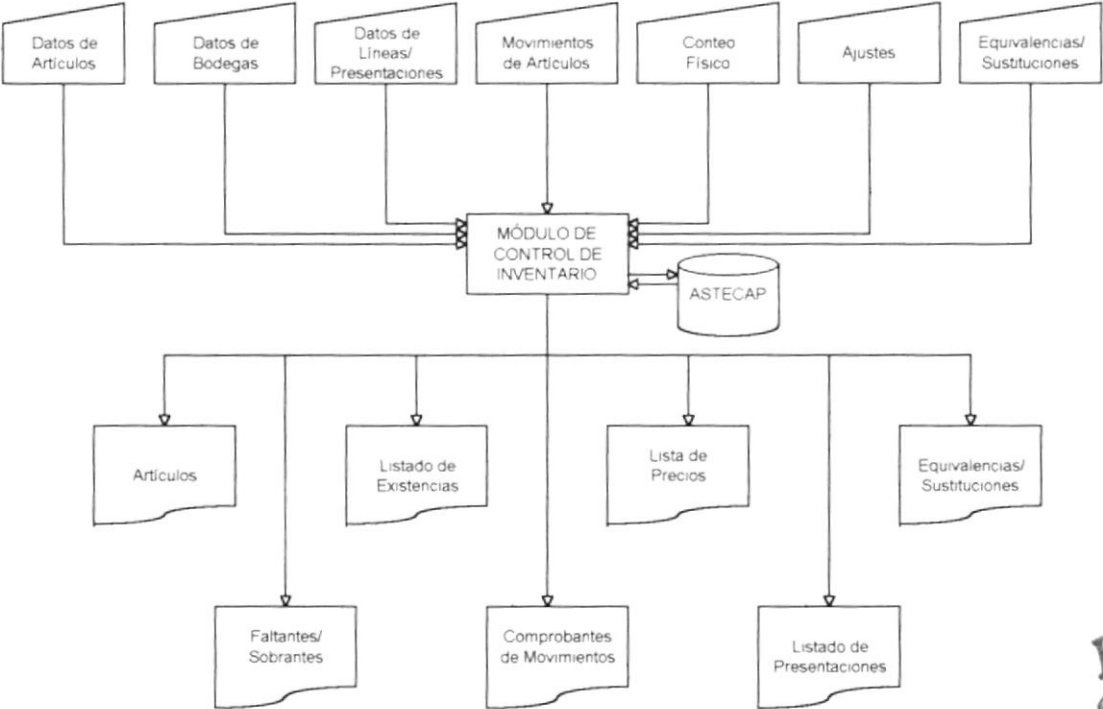 Datos de
Artículos
Datos de
Bodegas
Datos de
Líneas/
Presentaciones
Movimientos
de Artículos
Conteo
Físico
Ajustes
Equivalencias/
Sustituciones
MÓDULO DE
CONTROL DE
INVENTARIO
ASTECAP
Artículos
Listado de
Existencias
Lista de
Precios
Equivalencias/
Sustituciones
Faltantes/
Sobrantes
Comprobantes
de Movimientos
Listado de
Presentaciones